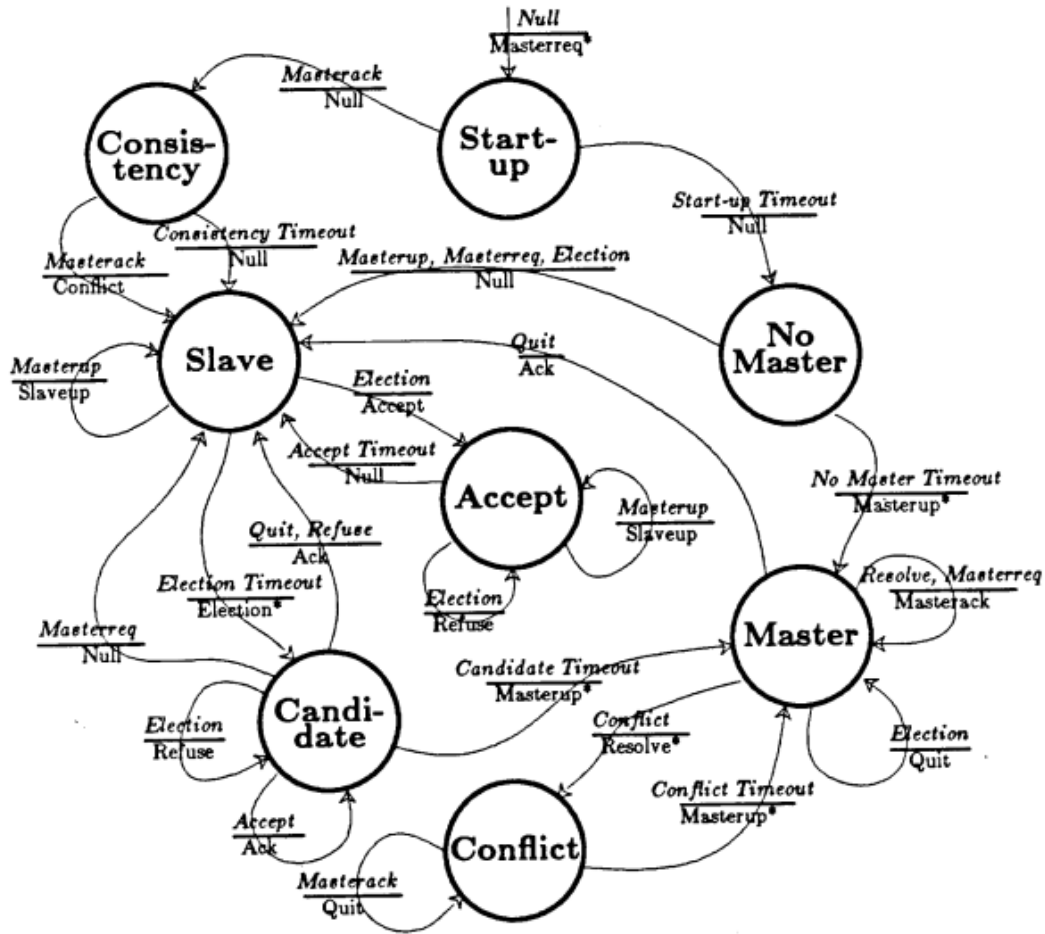 Null
Masterreq*
Masterack
Null
Consis-
tency
Start-
up
Start-up Timeout
Null
Consistency Timeout
Null
Masterack
Conflict
Masterup, Masterreq, Election
Null
No
Master
Slave
Quit
Ack
Masterup
Slaveup
Election
Accept
Accept Timeout
Null
Accept
Masterup
Slaveup
No Master Timeout
Masterup*
Quit, Refuse
Ack
Election Timeout
Election*
Election
Refuse
Resolve, Masterreq
Masterack
Masterreq
Null
Master
Candidate Timeout
Masterup*
Candi-
date
Election
Refuse
Conflict
Resolve*
Election
Quit
Conflict Timeout
Masterup*
Accept
Ack
Conflict
Masterack
Quit